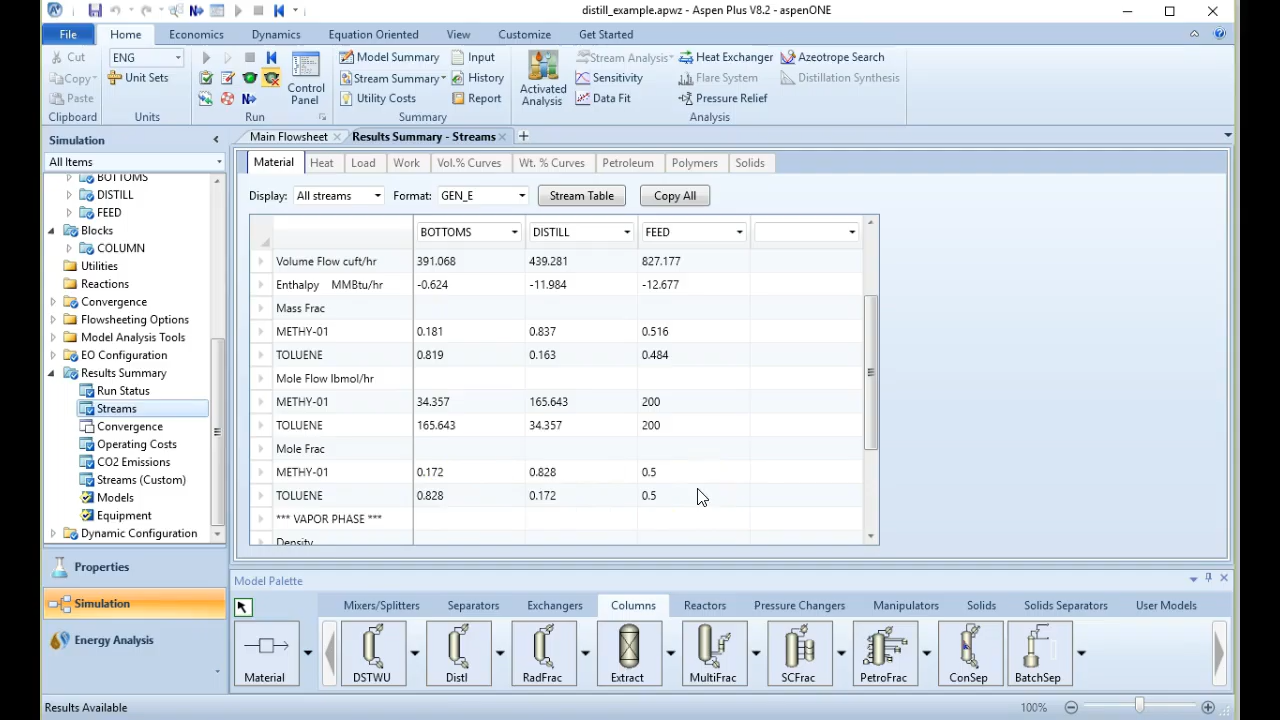 distill_example.apwz - Aspen Plus V8.2 - aspenONE
File Home Economics Dynamics Equation Oriented View Customize Get Started
Cut ENG Model Summary Input Stream Analysis Heat Exchanger Azeotrope Search
Copy Unit Sets Stream Summary History Sensitivity Flare System Distillation Synthesis
Paste Control Panel Utility Costs Report Activated Analysis Data Fit Pressure Relief
Clipboard Units Run Summary Analysis
Simulation Main Flowsheet Results Summary - Streams
All Items Material Heat Load Work Vol.% Curves Wt. % Curves Petroleum Polymers Solids
BOTTOMS
DISTILL Display: All streams Format: GEN_E Stream Table Copy All
FEED
Blocks BOTTOMS DISTILL FEED
COLUMN
Utilities Volume Flow cuft/hr 391.068 439.281 827.177
Reactions Enthalpy MMBtu/hr -0.624 -11.984 -12.677
Convergence Mass Frac
Flowsheeting Options METHY-01 0.181 0.837 0.516
Model Analysis Tools
EO Configuration TOLUENE 0.819 0.163 0.484
Results Summary Mole Flow lbmol/hr
Run Status METHY-01 34.357 165.643 200
Streams
Convergence TOLUENE 165.643 34.357 200
Operating Costs Mole Frac
CO2 Emissions METHY-01 0.172 0.828 0.5
Streams (Custom)
Models TOLUENE 0.828 0.172 0.5
Equipment *** VAPOR PHASE ***
Dynamic Configuration Density
Properties Model Palette
Simulation Mixers/Splitters Separators Exchangers Columns Reactors Pressure Changers Manipulators Solids Solids Separators User Models
Energy Analysis
Material DSTWU Distl RadFrac Extract MultiFrac SCFrac PetroFrac ConSep BatchSep
Results Available 100%